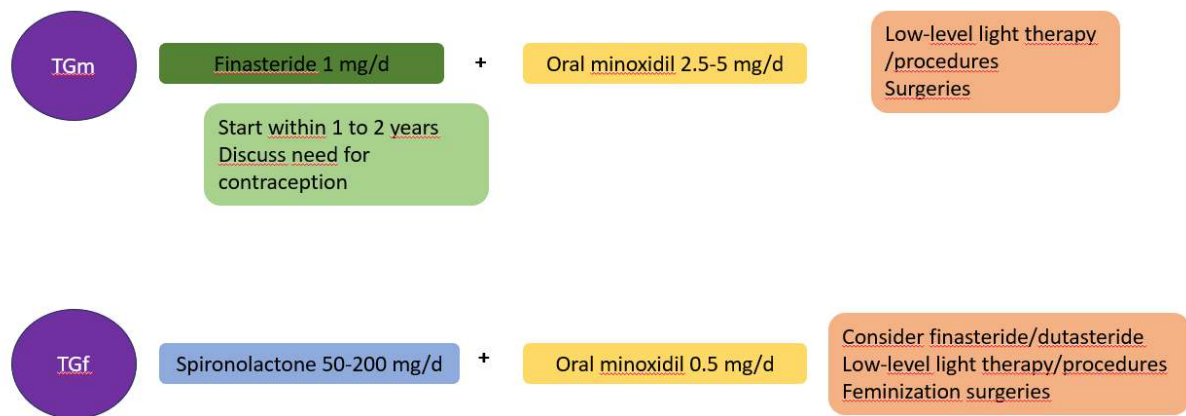 TGm
Finasteride 1 mg/d
+
Oral minoxidil 2.5-5 mg/d
Low-level light therapy
/procedures
Surgeries
Start within 1 to 2 years
Discuss need for
contraception
TGf
Spironolactone 50-200 mg/d
+
Oral minoxidil 0.5 mg/d
Consider finasteride/dutasteride
Low-level light therapy/procedures
Feminization surgeries